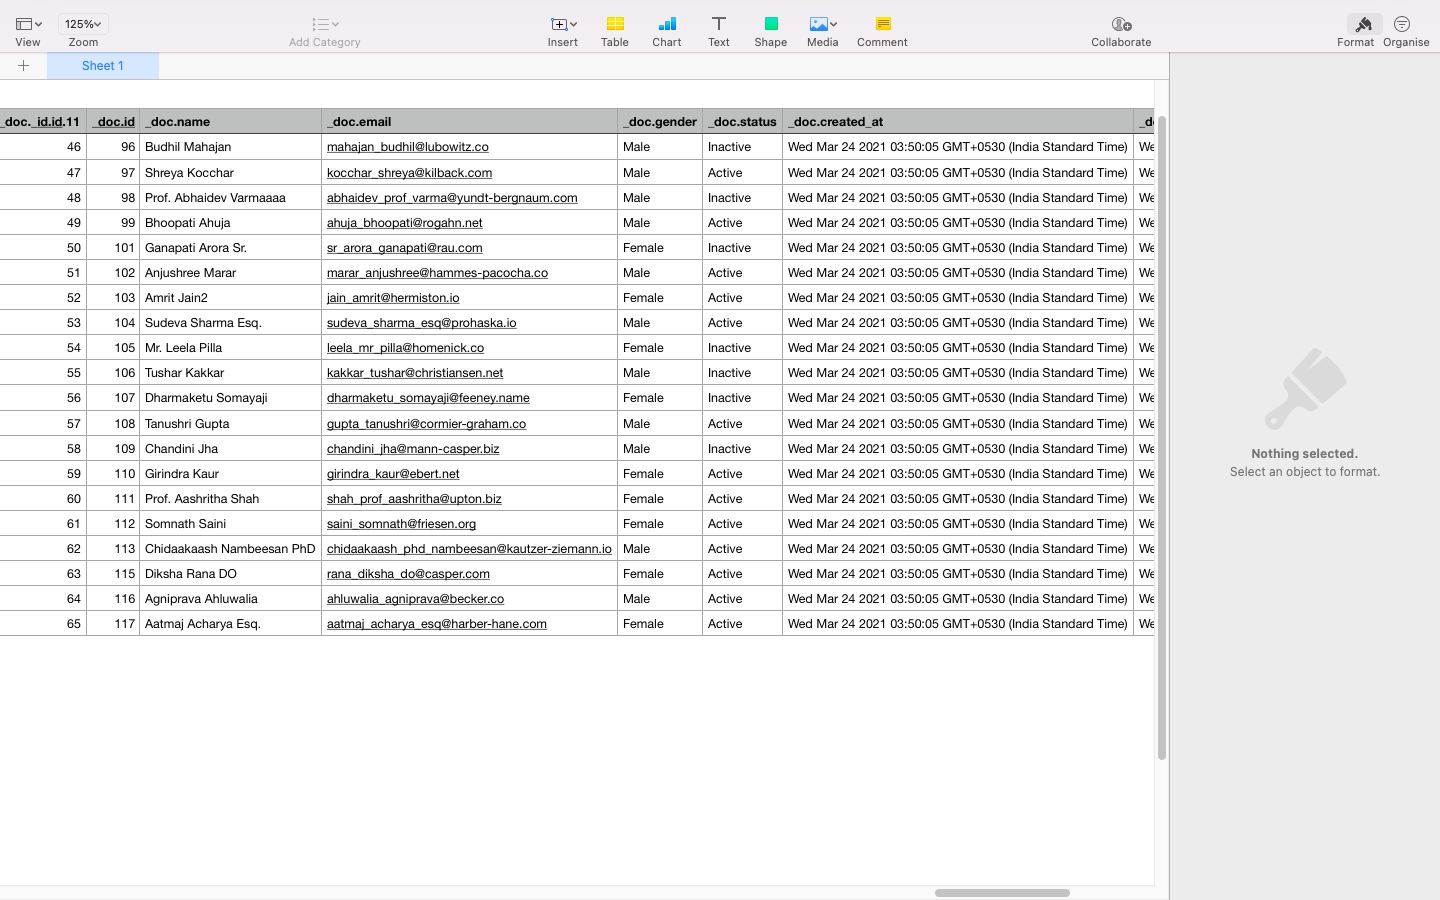 View 125% Zoom Add Category Insert Table Chart Text Shape Media Comment Collaborate Format Organise
Sheet 1
_doc._id.id.11 _doc.id _doc.name _doc.email _doc.gender _doc.status _doc.created_at
46 96 Budhil Mahajan mahajan_budhil@lubowitz.co Male Inactive Wed Mar 24 2021 03:50:05 GMT+0530 (India Standard Time) We
47 97 Shreya Kocchar kocchar_shreya@kilback.com Male Active Wed Mar 24 2021 03:50:05 GMT+0530 (India Standard Time) We
48 98 Prof. Abhaidev Varmaaaa abhaidev_prof_varma@yundt-bergnaum.com Male Inactive Wed Mar 24 2021 03:50:05 GMT+0530 (India Standard Time) We
49 99 Bhoopati Ahuja ahuja_bhoopati@rogahn.net Male Active Wed Mar 24 2021 03:50:05 GMT+0530 (India Standard Time) We
50 101 Ganapati Arora Sr. sr_arora_ganapati@rau.com Female Inactive Wed Mar 24 2021 03:50:05 GMT+0530 (India Standard Time) We
51 102 Anjushree Marar marar_anjushree@hammes-pacocha.co Male Active Wed Mar 24 2021 03:50:05 GMT+0530 (India Standard Time) We
52 103 Amrit Jain2 jain_amrit@hermiston.io Female Active Wed Mar 24 2021 03:50:05 GMT+0530 (India Standard Time) We
53 104 Sudeva Sharma Esq. sudeva_sharma_esq@prohaska.io Male Active Wed Mar 24 2021 03:50:05 GMT+0530 (India Standard Time) We
54 105 Mr. Leela Pilla leela_mr_pilla@homenick.co Female Inactive Wed Mar 24 2021 03:50:05 GMT+0530 (India Standard Time) We
55 106 Tushar Kakkar kakkar_tushar@christiansen.net Male Inactive Wed Mar 24 2021 03:50:05 GMT+0530 (India Standard Time) We
56 107 Dharmaketu Somayaji dharmaketu_somayaji@feeney.name Female Inactive Wed Mar 24 2021 03:50:05 GMT+0530 (India Standard Time) We
57 108 Tanushri Gupta gupta_tanushri@cormier-graham.co Male Active Wed Mar 24 2021 03:50:05 GMT+0530 (India Standard Time) We
58 109 Chandini Jha chandini_jha@mann-casper.biz Male Inactive Wed Mar 24 2021 03:50:05 GMT+0530 (India Standard Time) We
59 110 Girindra Kaur girindra_kaur@ebert.net Female Active Wed Mar 24 2021 03:50:05 GMT+0530 (India Standard Time) We
60 111 Prof. Aashritha Shah shah_prof_aashritha@upton.biz Female Active Wed Mar 24 2021 03:50:05 GMT+0530 (India Standard Time) We
61 112 Somnath Saini saini_somnath@friesen.org Female Active Wed Mar 24 2021 03:50:05 GMT+0530 (India Standard Time) We
62 113 Chidaakaash Nambeesan PhD chidaakaash_phd_nambeesan@kautzer-ziemann.io Male Active Wed Mar 24 2021 03:50:05 GMT+0530 (India Standard Time) We
63 115 Diksha Rana DO rana_diksha_do@casper.com Female Active Wed Mar 24 2021 03:50:05 GMT+0530 (India Standard Time) We
64 116 Agniprava Ahluwalia ahluwalia_agniprava@becker.co Male Active Wed Mar 24 2021 03:50:05 GMT+0530 (India Standard Time) We
65 117 Aatmaj Acharya Esq. aatmaj_acharya_esq@harber-hane.com Female Active Wed Mar 24 2021 03:50:05 GMT+0530 (India Standard Time) We
Nothing selected.
Select an object to format.